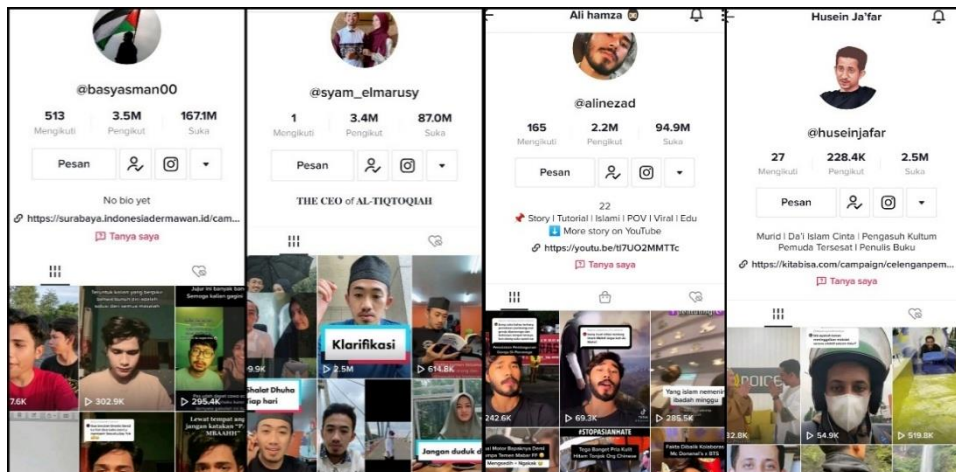 @basyasman00
513 3.5M 167.1M
Mengikuti Pengikut Suka
Pesan
No bio yet
https://surabaya.indonesiadermawan.id/cam...
Tanya saya
7.6K
302.9K
295.4K
@syam_elmarusy
1 3.4M 87.0M
Mengikuti Pengikut Suka
Pesan
THE CEO of AL-TIQTOQIAH
9.9K
Klarifikasi
2.5M
614.8K
Shalat Dhuha
Tiap hari
Jangan duduk d
Ali hamza
@alinezad
165 2.2M 94.9M
Mengikuti Pengikut Suka
Pesan
22
Story | Tutorial | Islami | POV | Viral | Edu
More story on YouTube
https://youtu.be/tI7UO2MMTTc
Tanya saya
242.6K
69.3K
Yang Islam nemenin
ibadah minggu
285.5K
#STOPASIANHATE
Husein Ja'far
@huseinjafar
27 228.4K 2.5M
Mengikuti Pengikut Suka
Pesan
Murid | Da'i Islam Cinta | Pengasuh Kultum
Pemuda Tersesat | Penulis Buku
https://kitabisa.com/campaign/celenganpem...
Tanya saya
32.8K
54.9K
519.8K